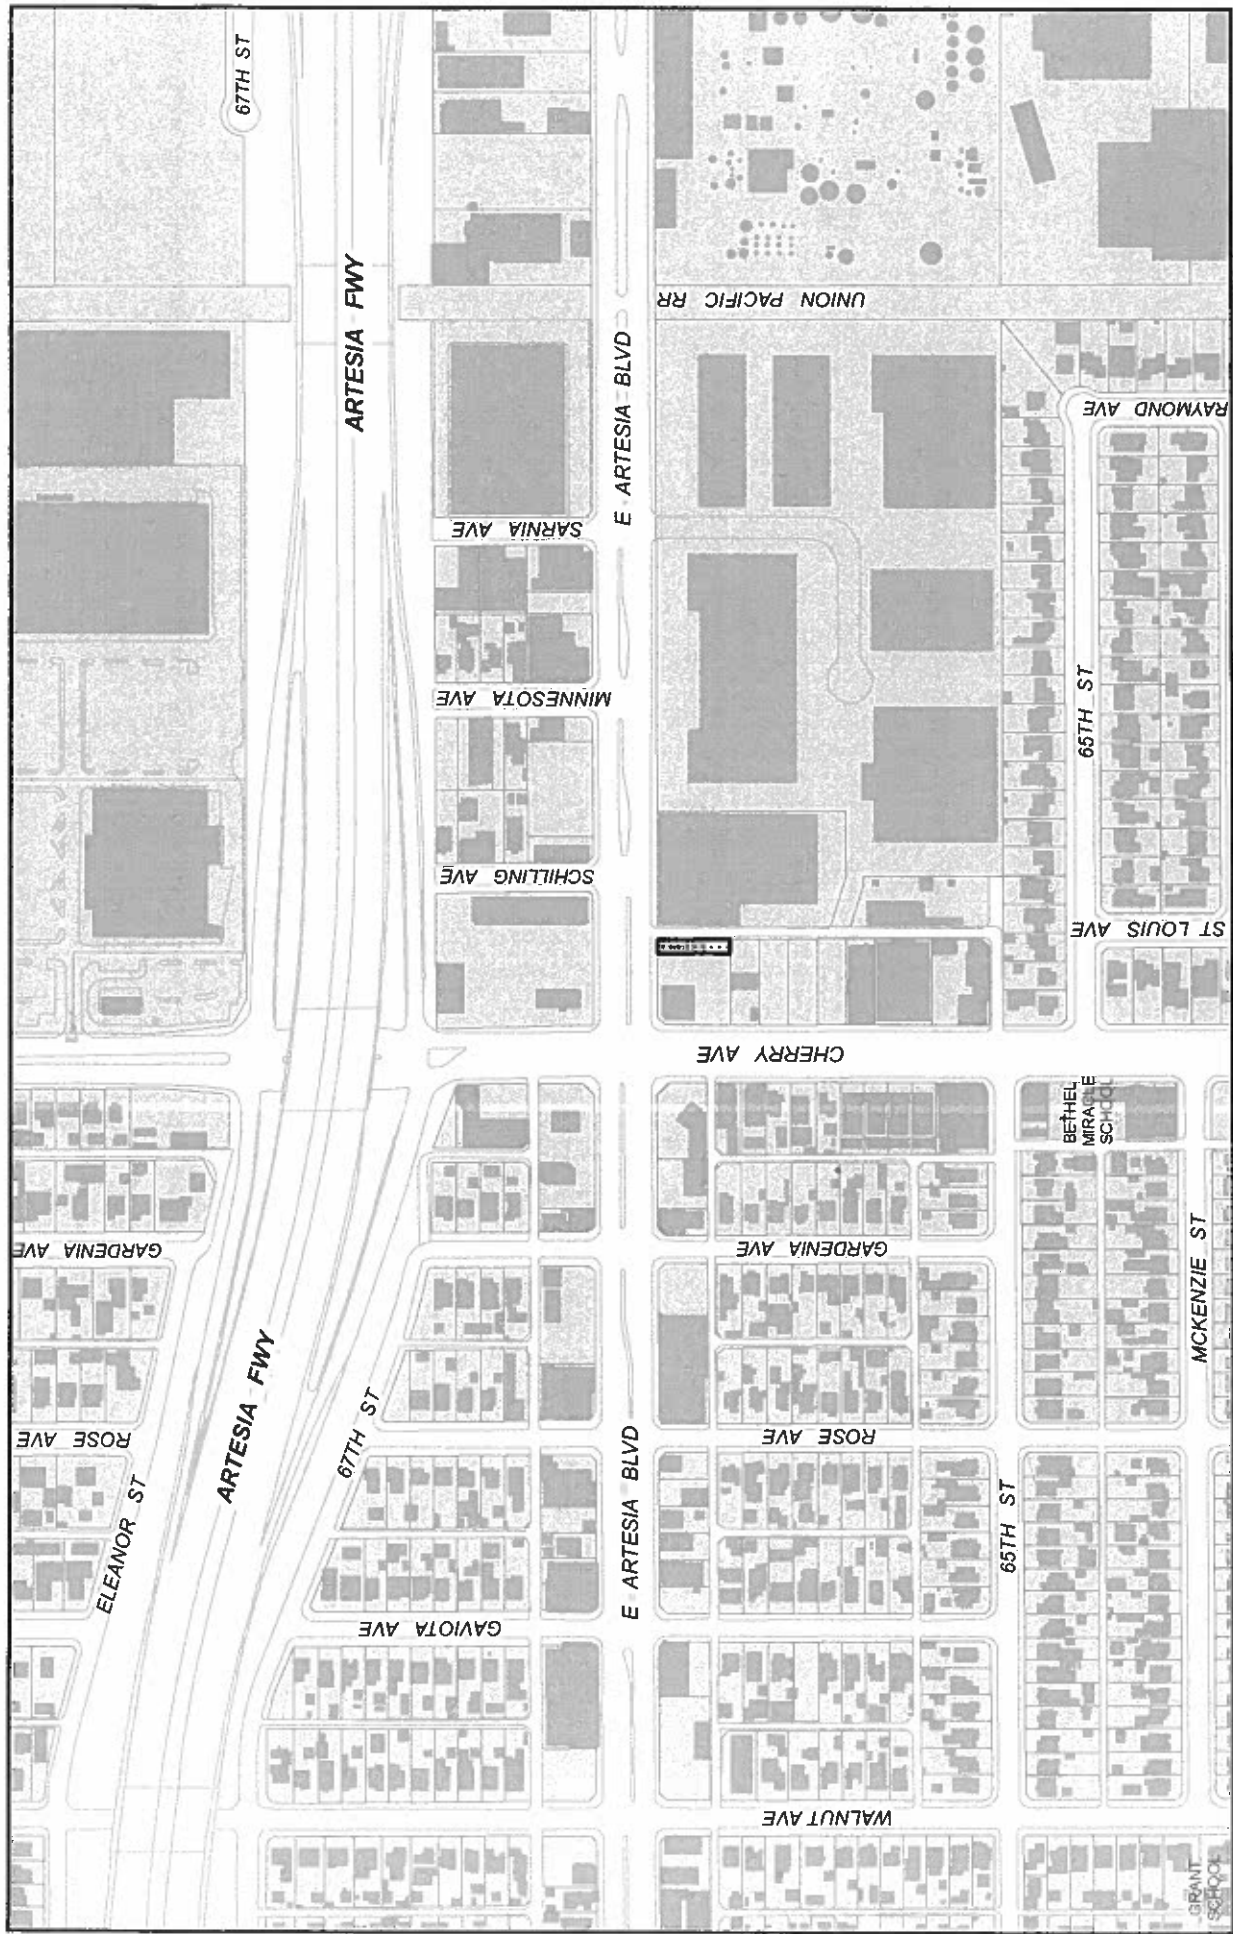 67TH ST
ARTESIA FWY
E ARTESIA BLVD
UNION PACIFIC RR
RAYMOND AVE
SARNIA AVE
MINNESOTA AVE
65TH ST
SCHILLING AVE
ST LOUIS AVE
CHERRY AVE
BETHEL
MIRACLE
SCHOOL
GARDENIA AVE
GARDENIA AVE
MCKENZIE ST
ARTESIA FWY
67TH ST
ROSE AVE
ROSE AVE
ELEANOR ST
E ARTESIA BLVD
65TH ST
GAVIOTA AVE
WALNUT AVE
GRANT
SCHOOL